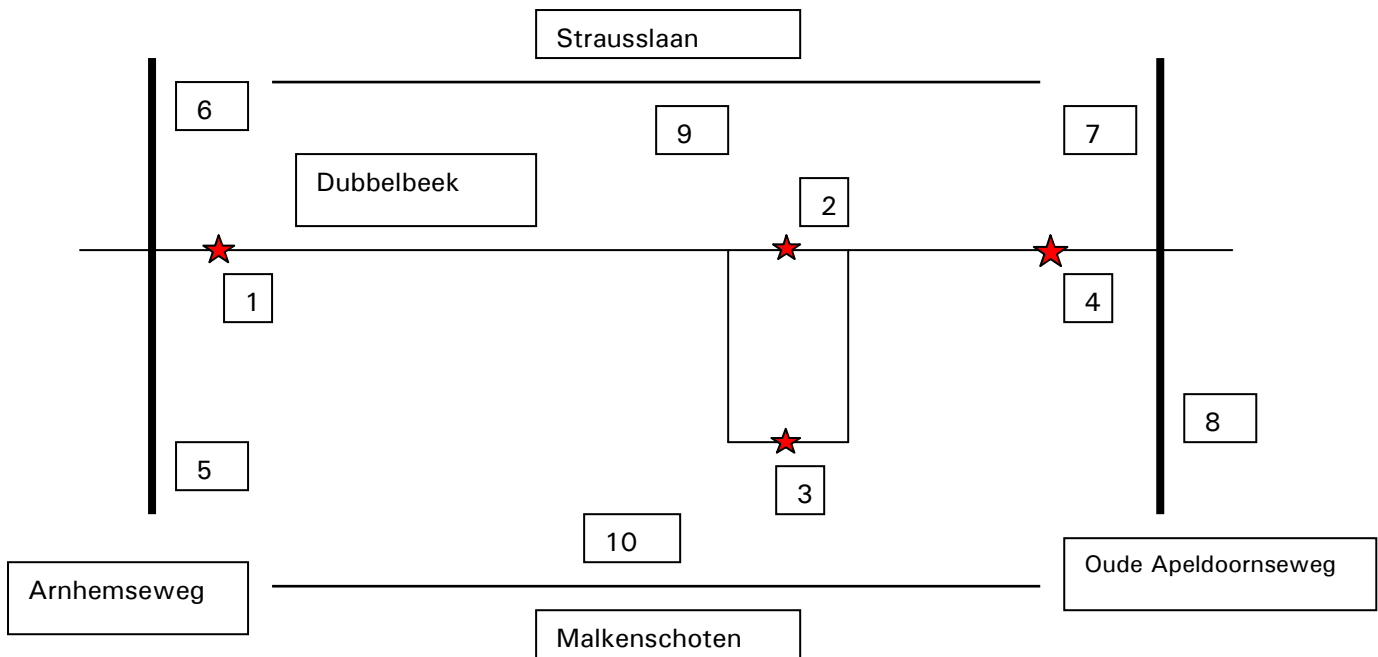 Strausslaan
6
9
7
Dubbelbeek
2
1
4
8
5
3
10
Oude Apeldoornseweg
Arnhemseweg
Malkenschoten